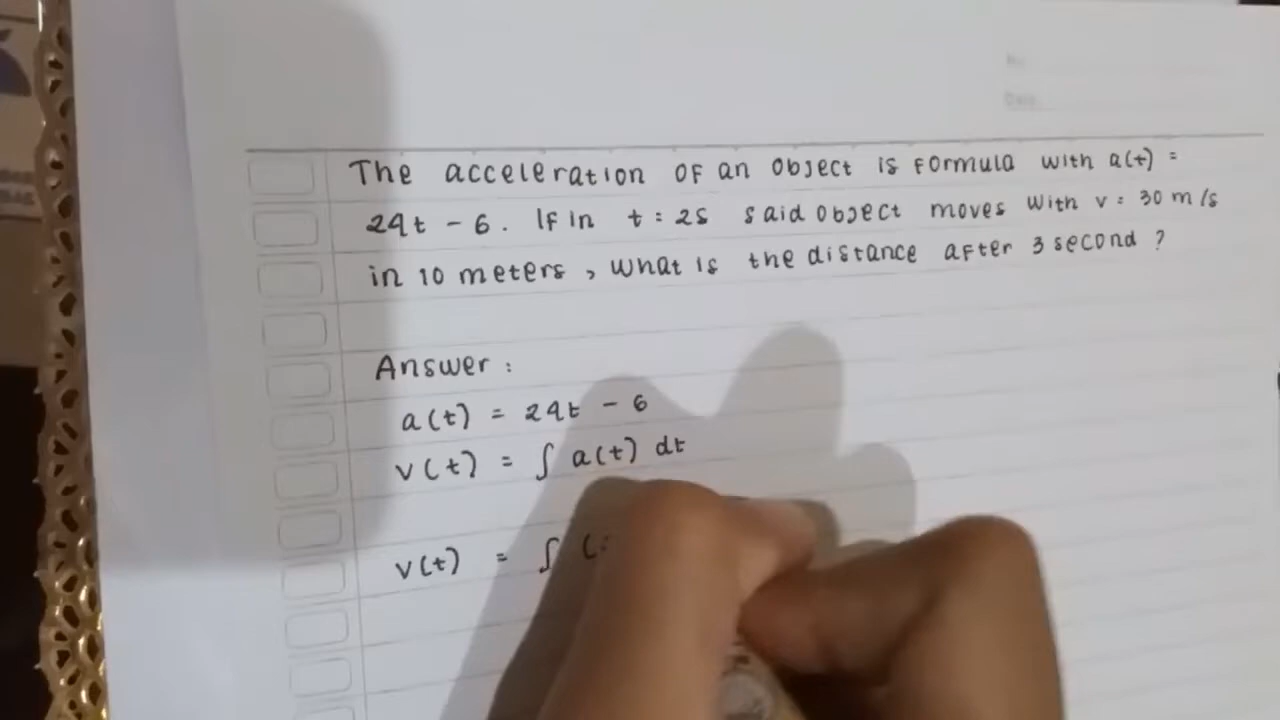 The acceleration of an object is formula with a(t) =
24t - 6. If in t = 2s said object moves with v = 30 m/s
in 10 meters, what is the distance after 3 second ?
Answer :
a(t) = 24t - 6
v(t) = ∫ a(t) dt
v(t) = ∫ (